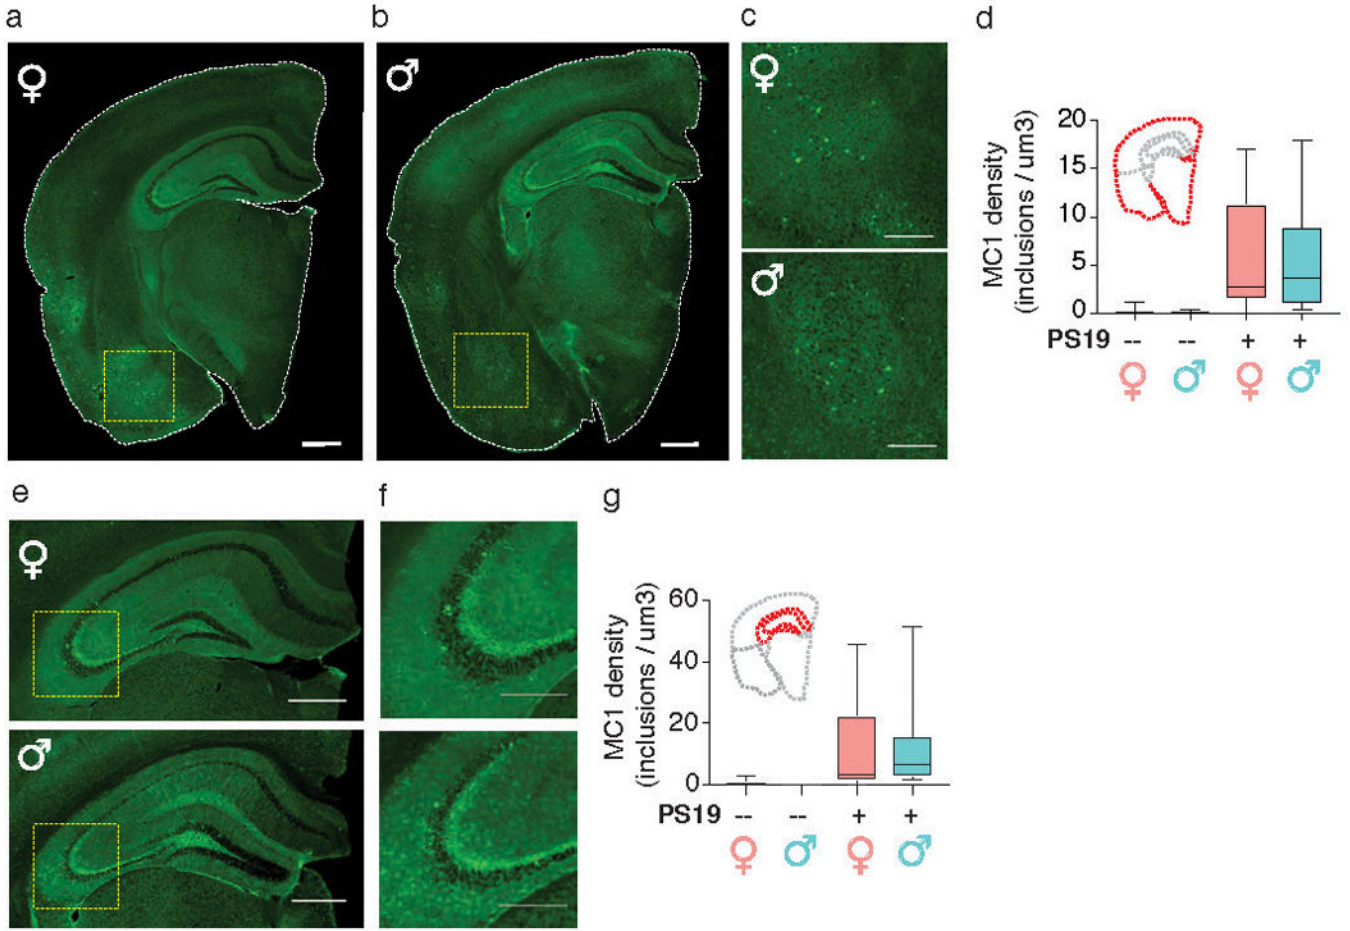 a
b
c
d
♀
♂
♀
♂
MC1 density
(inclusions / um3)
20
15
10
5
0
PS19 -- -- + +
♀ ♂ ♀ ♂
e
f
g
♀
♂
MC1 density
(inclusions / um3)
60
40
20
0
PS19 -- -- + +
♀ ♂ ♀ ♂